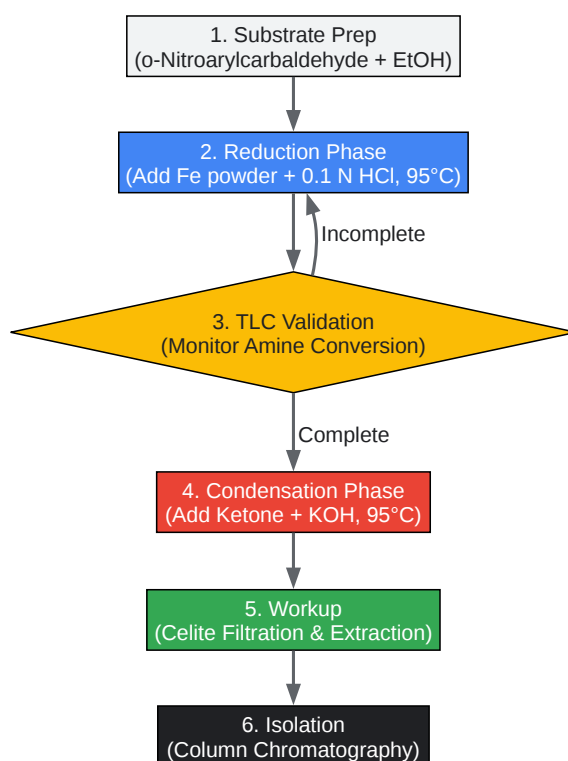 1. Substrate Prep
(o-Nitroarylcarbaldehyde + EtOH)
2. Reduction Phase
(Add Fe powder + 0.1 N HCl, 95°C)
Incomplete
3. TLC Validation
(Monitor Amine Conversion)
Complete
4. Condensation Phase
(Add Ketone + KOH, 95°C)
5. Workup
(Celite Filtration & Extraction)
6. Isolation
(Column Chromatography)